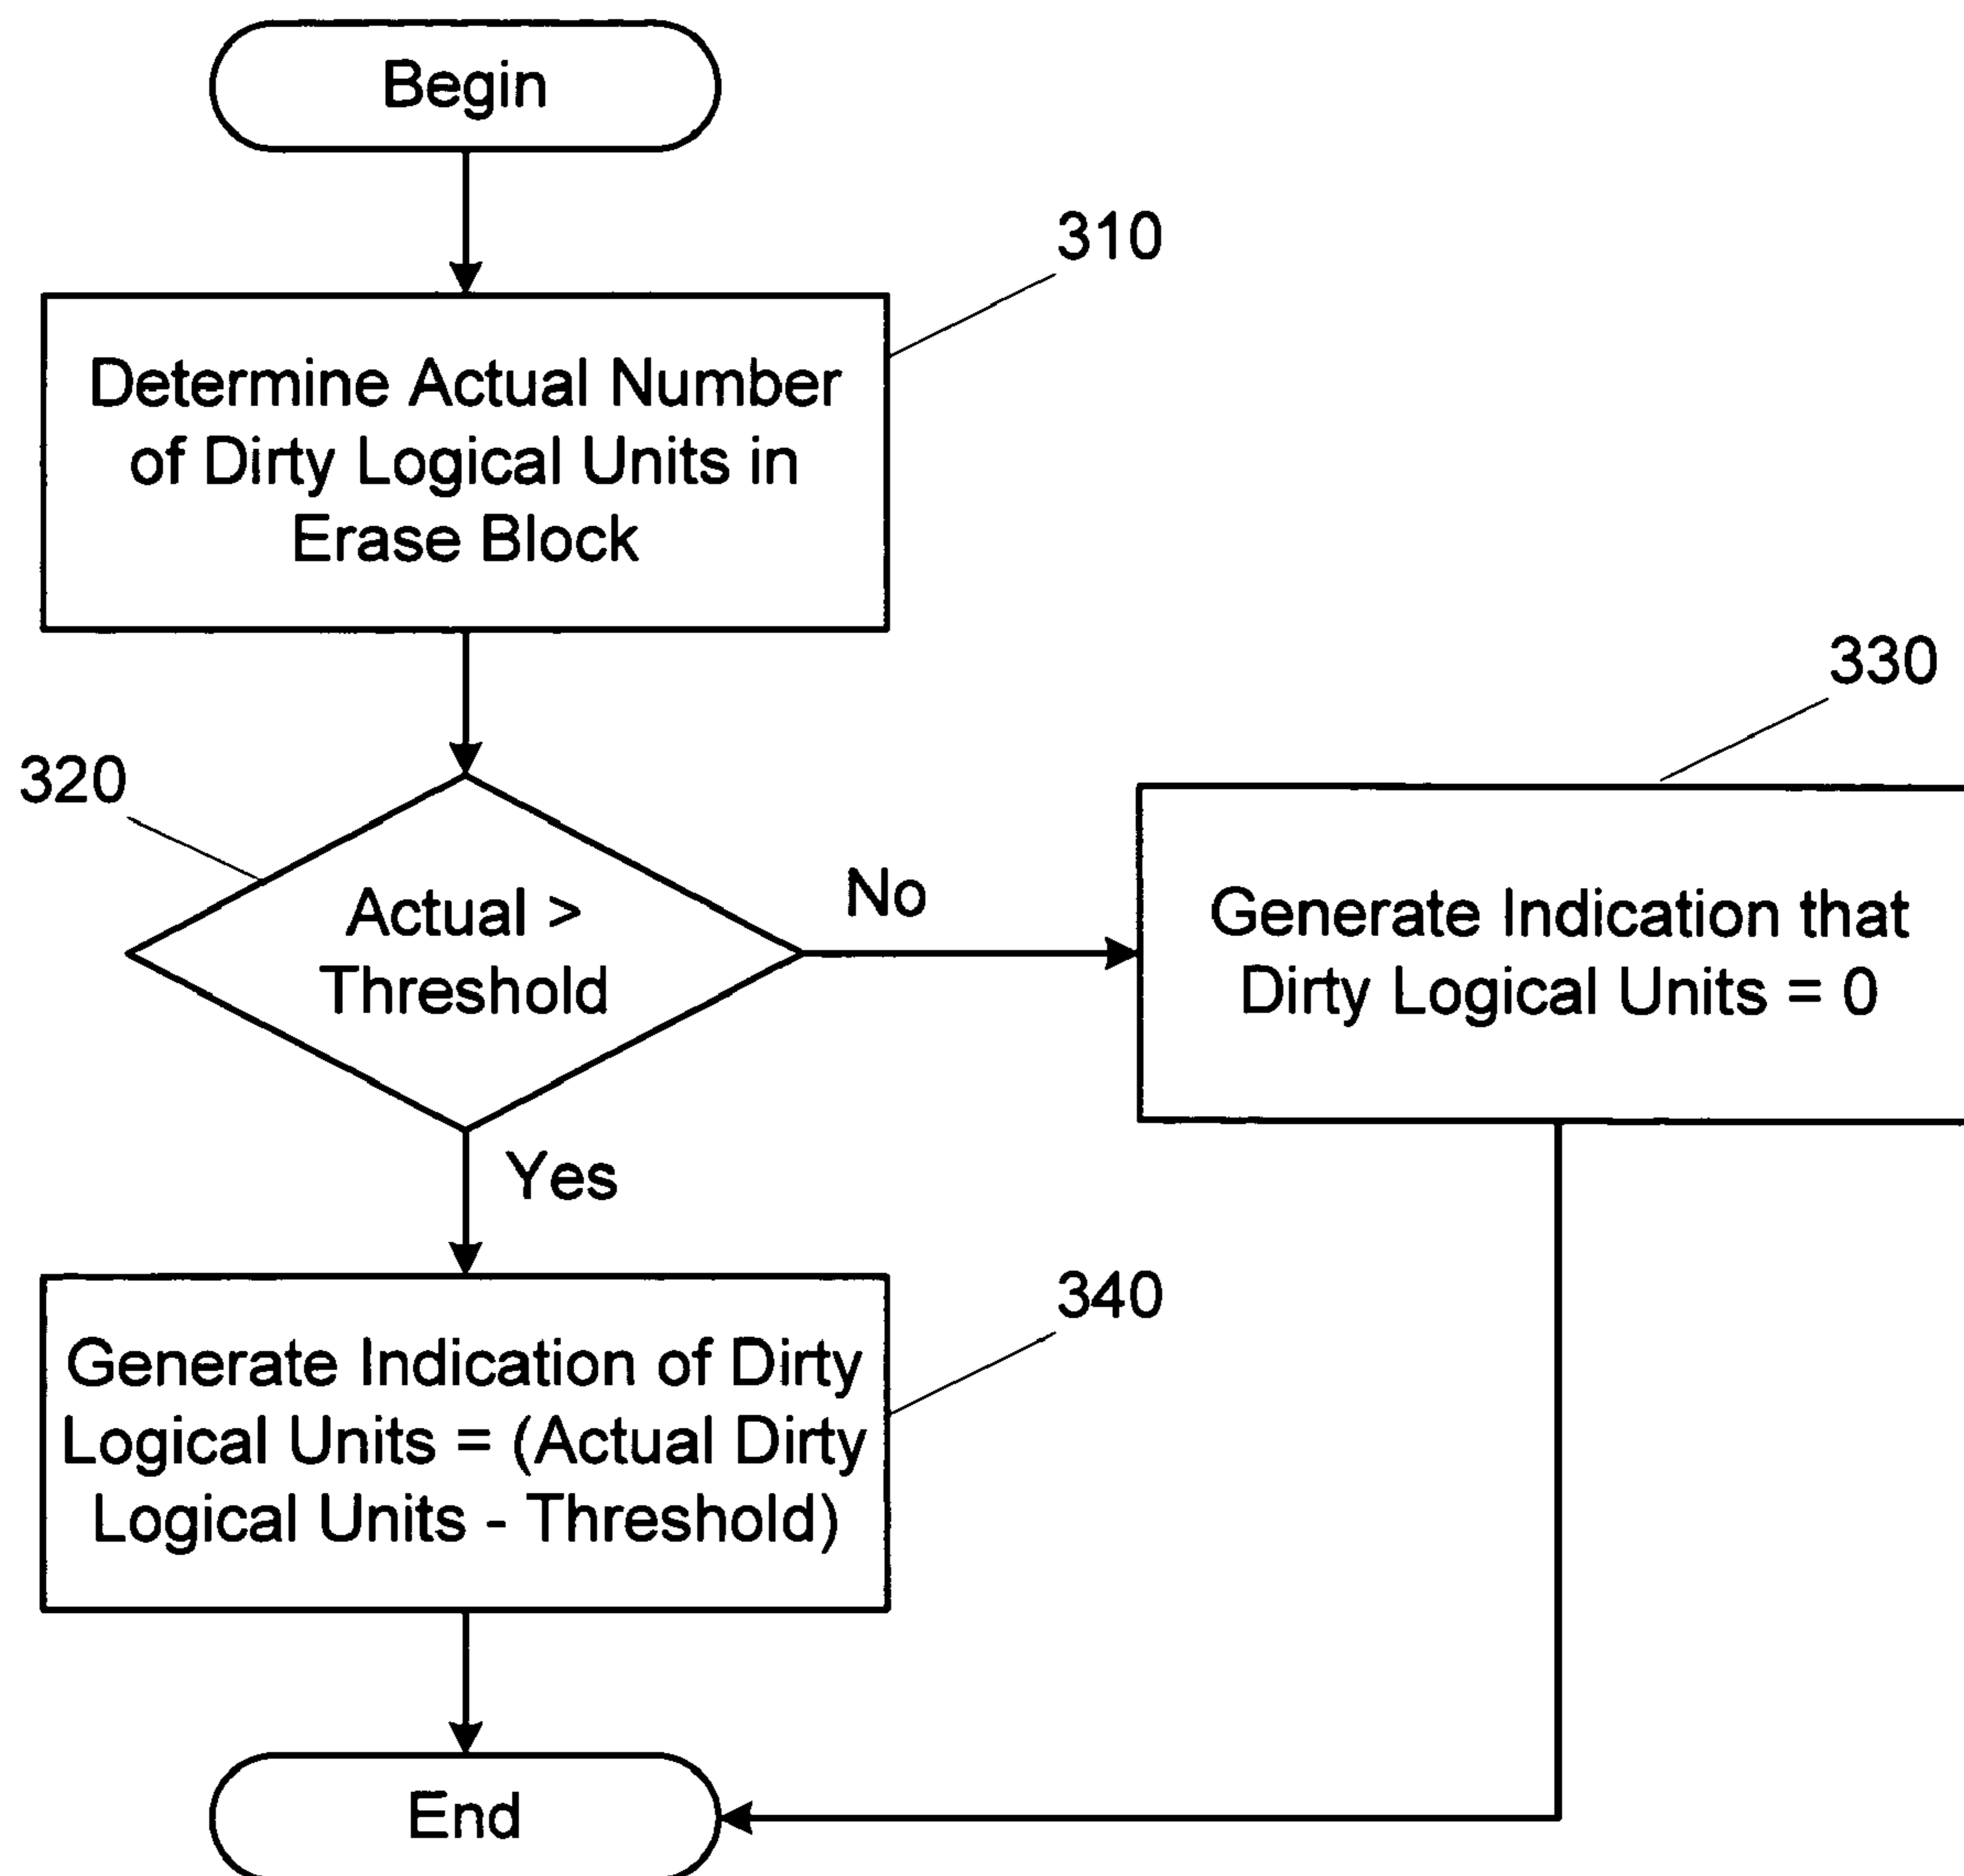 Begin
310
Determine Actual Number
of Dirty Logical Units in
Erase Block
320
Actual >
Threshold
No
330
Generate Indication that
Dirty Logical Units = 0
Yes
340
Generate Indication of Dirty
Logical Units = (Actual Dirty
Logical Units - Threshold)
End